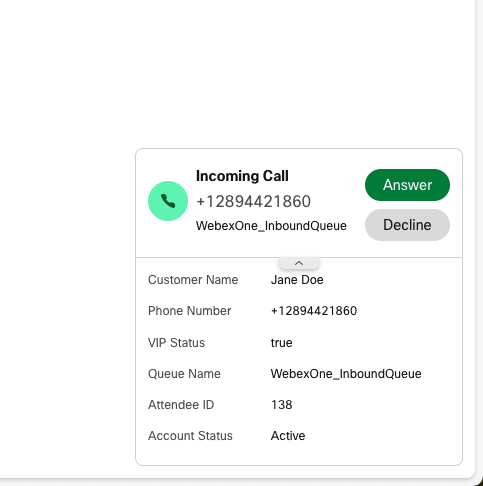 Incoming Call
+12894421860
WebexOne_InboundQueue
Answer
Decline
Customer Name Jane Doe
Phone Number +12894421860
VIP Status true
Queue Name WebexOne_InboundQueue
Attendee ID 138
Account Status Active